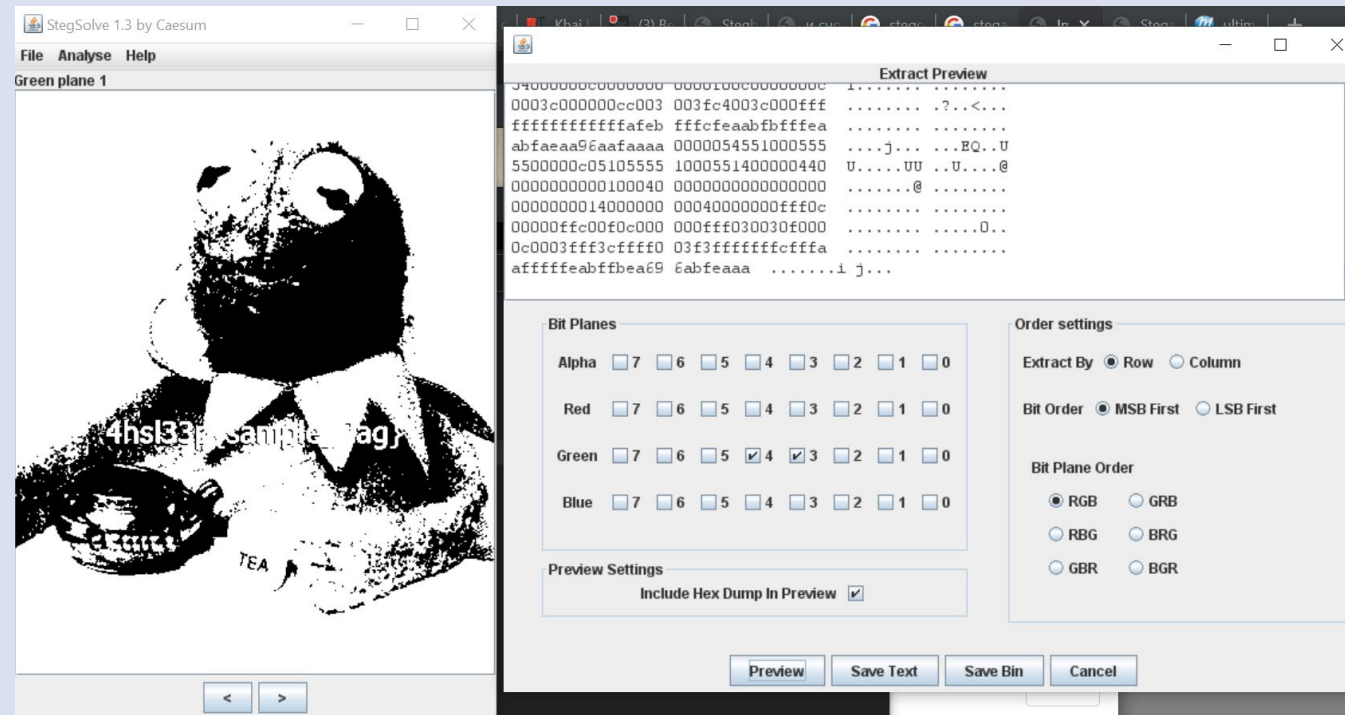 StegSolve 1.3 by Caesum
File Analyse Help
Green plane 1
TEA
< >
Extract Preview
0003c000000cc003 003fc4003c000fff ........ .?..<...
ffffffffffffafeb fffcfeaabfbfffea ........ ........
abfaeaa96aafaaaa 0000054551000555 ....j... ...EQ..U
5500000c05105555 1000551400000440 U.....UU ..U....@
0000000000100040 0000000000000000 .......@ ........
0000000014000000 00040000000fff0c ........ ........
00000ffc00f0c000 000fff030030f000 ........ .....0..
0c0003fff3cffff0 03f3fffffffcfffa ........ ........
afffffeabffbea69 6abfeaaa .......i j...
Bit Planes
Alpha 7 6 5 4 3 2 1 0
Red 7 6 5 4 3 2 1 0
Green 7 6 5 4 3 2 1 0
Blue 7 6 5 4 3 2 1 0
Preview Settings
Include Hex Dump In Preview
Order settings
Extract By Row Column
Bit Order MSB First LSB First
Bit Plane Order
RGB GRB
RBG BRG
GBR BGR
Preview Save Text Save Bin Cancel